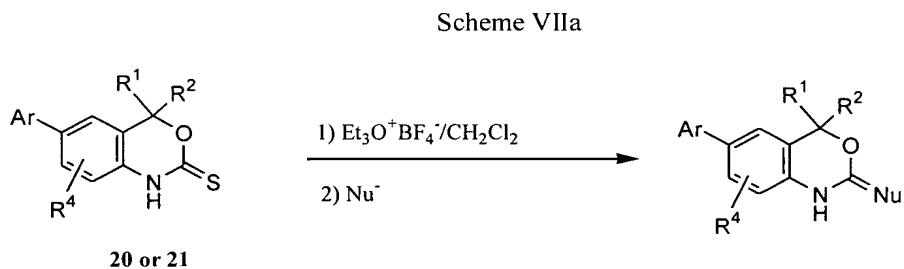 Scheme VIIa
R¹ R²
Ar
O
N
H
S
R⁴
20 or 21
1) Et₃O⁺BF₄⁻/CH₂Cl₂
2) Nu⁻
R¹ R²
Ar
O
N
H
Nu
R⁴